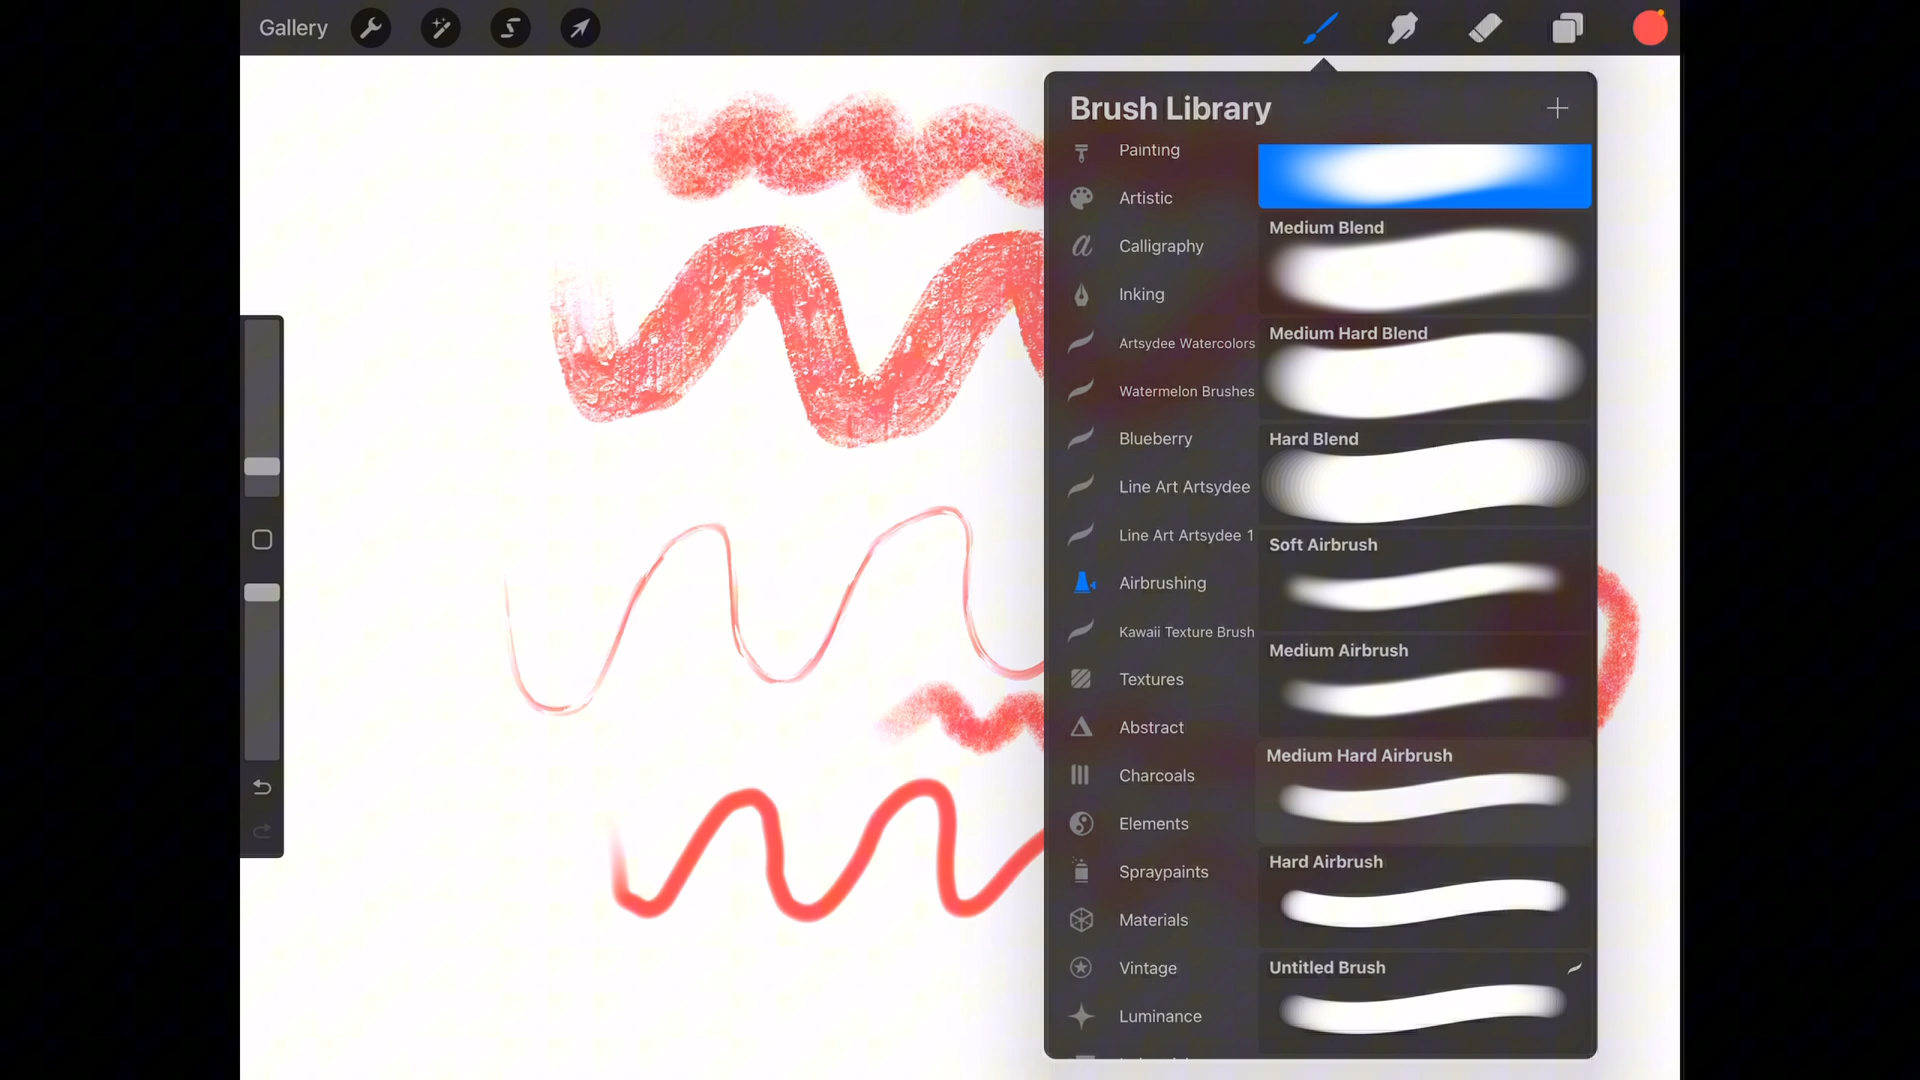 Gallery
Brush Library
Painting
Artistic
Calligraphy
Inking
Artsydee Watercolors
Watermelon Brushes
Blueberry
Line Art Artsydee
Line Art Artsydee 1
Airbrushing
Kawaii Texture Brush
Textures
Abstract
Charcoals
Elements
Spraypaints
Materials
Vintage
Luminance
Medium Blend
Medium Hard Blend
Hard Blend
Soft Airbrush
Medium Airbrush
Medium Hard Airbrush
Hard Airbrush
Untitled Brush